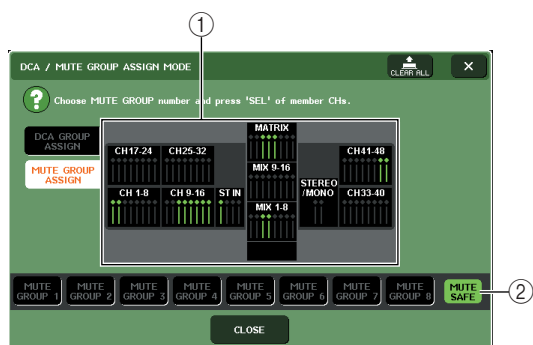 1
DCA / MUTE GROUP ASSIGN MODE
CLEAR ALL
×
? Choose MUTE GROUP number and press 'SEL' of member CHs.
DCA GROUP
ASSIGN
MUTE GROUP
ASSIGN
MATRIX
CH17-24 CH25-32
CH41-48
MIX 9-16
STEREO
/MONO
CH 1-8 CH 9-16 ST IN
CH33-40
MIX 1-8
MUTE
GROUP 1
MUTE
GROUP 2
MUTE
GROUP 3
MUTE
GROUP 4
MUTE
GROUP 5
MUTE
GROUP 6
MUTE
GROUP 7
MUTE
GROUP 8
MUTE
SAFE
2
CLOSE